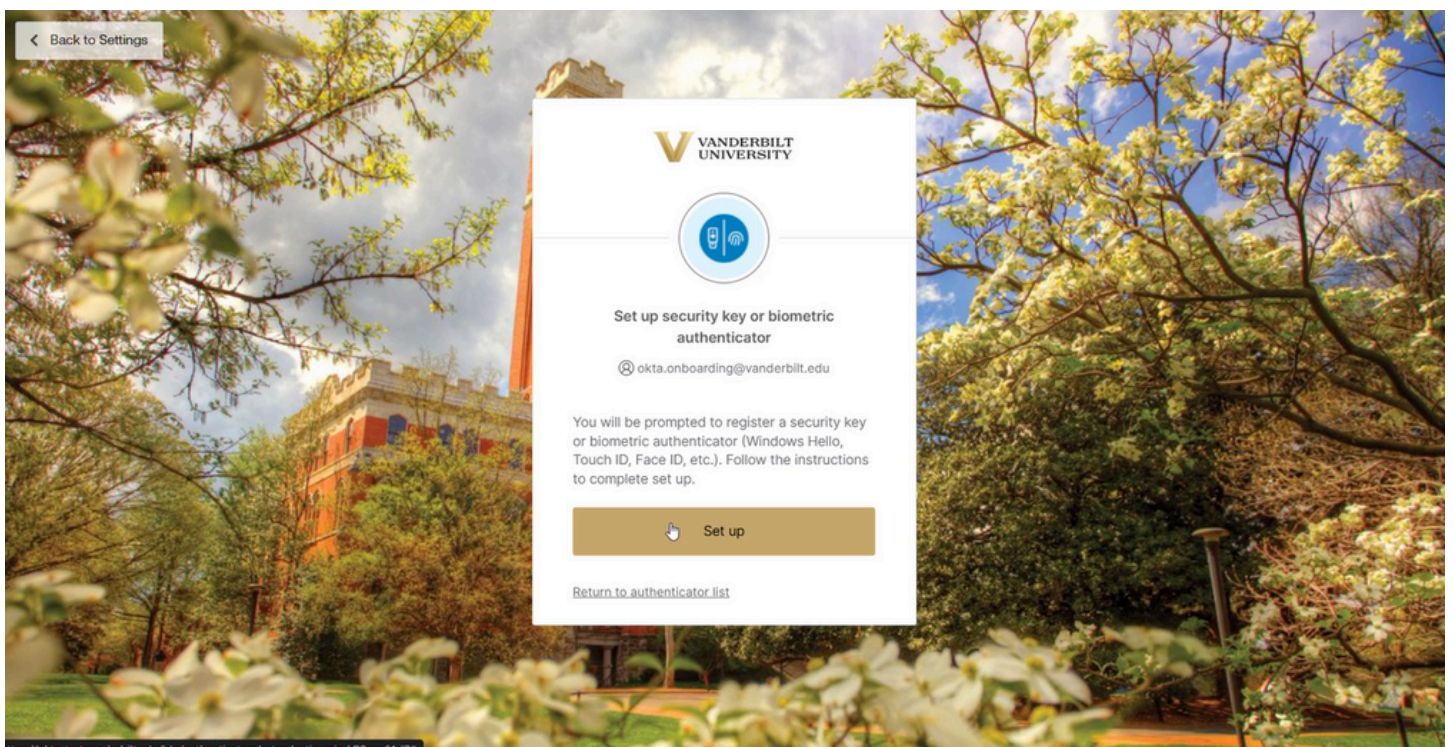 Back to Settings
VANDERBILT
UNIVERSITY
Set up security key or biometric
authenticator
okta.onboarding@vanderbilt.edu
You will be prompted to register a security key
or biometric authenticator (Windows Hello,
Touch ID, Face ID, etc.). Follow the instructions
to complete set up.
Set up
Return to authenticator list